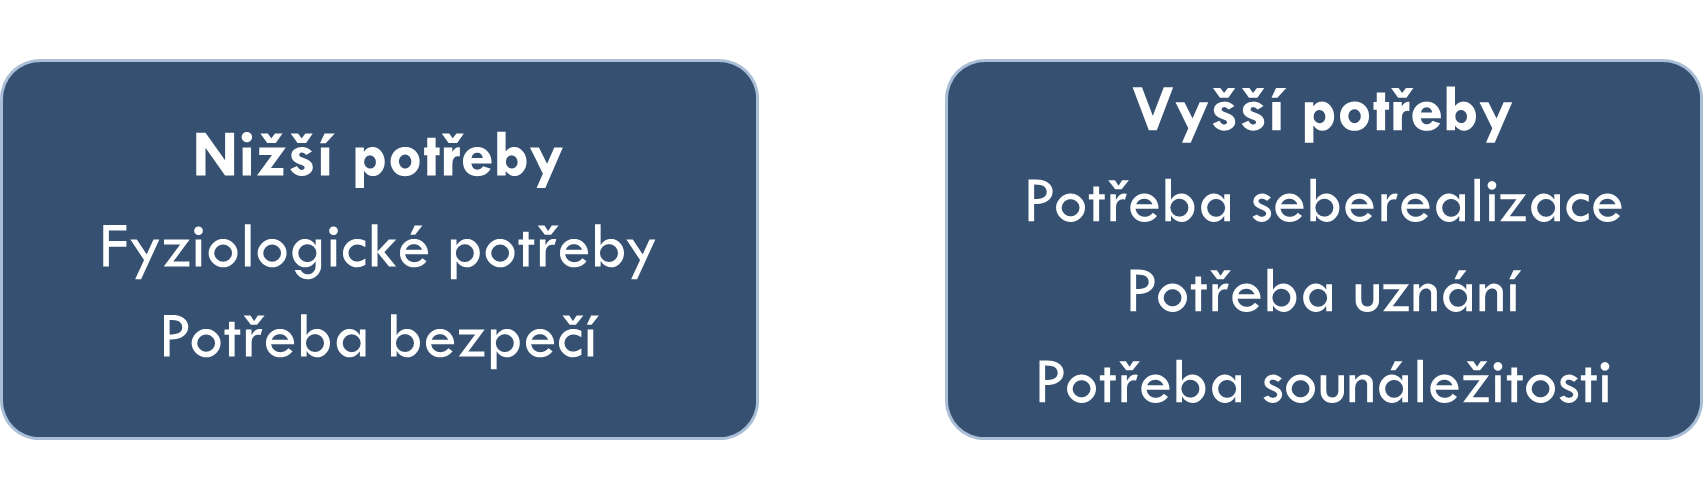 Nižší potřeby
Fyziologické potřeby
Potřeba bezpečí
Vyšší potřeby
Potřeba seberealizace
Potřeba uznání
Potřeba sounáležitosti